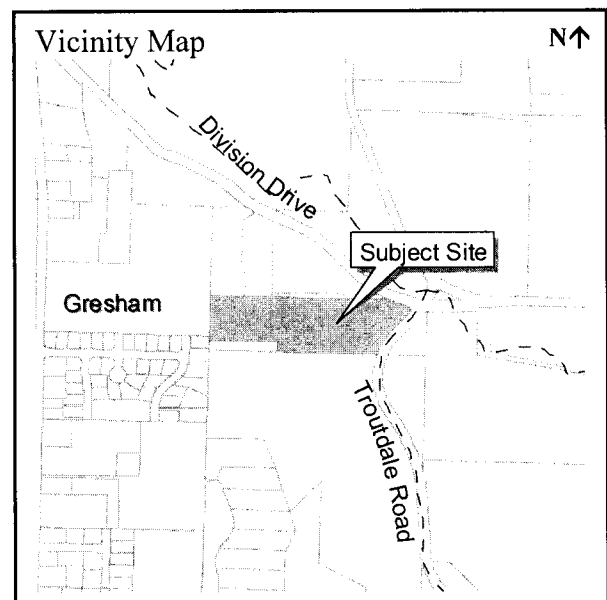 Vicinity Map
N↑
Division Drive
Subject Site
Gresham
Troutdale Road